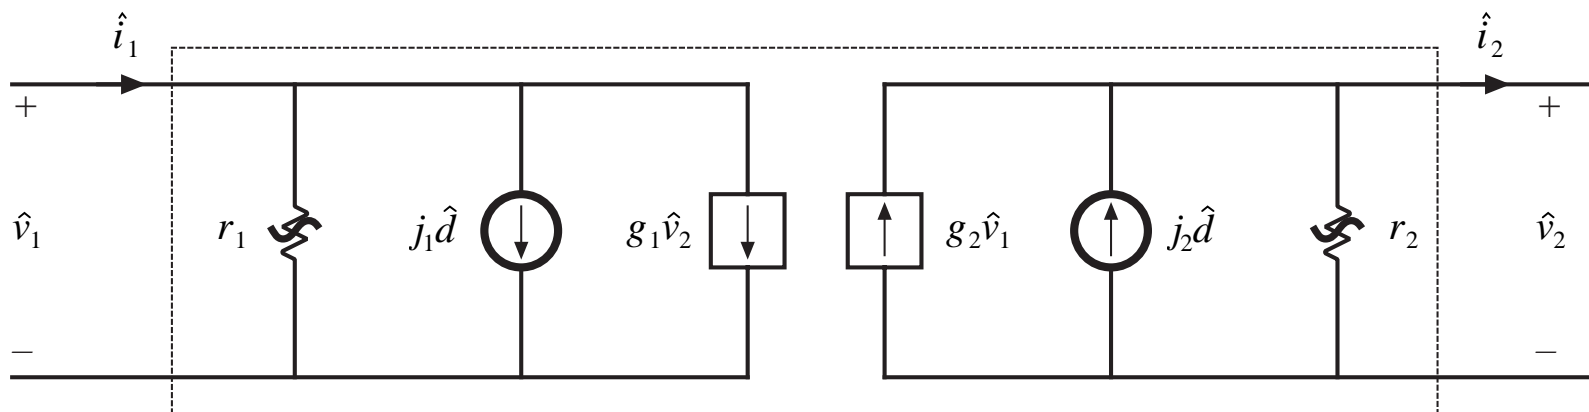 î₁ î₂
+ +
v̂₁ r₁ j₁d̂ g₁v̂₂ g₂v̂₁ j₂d̂ r₂ v̂₂
− −